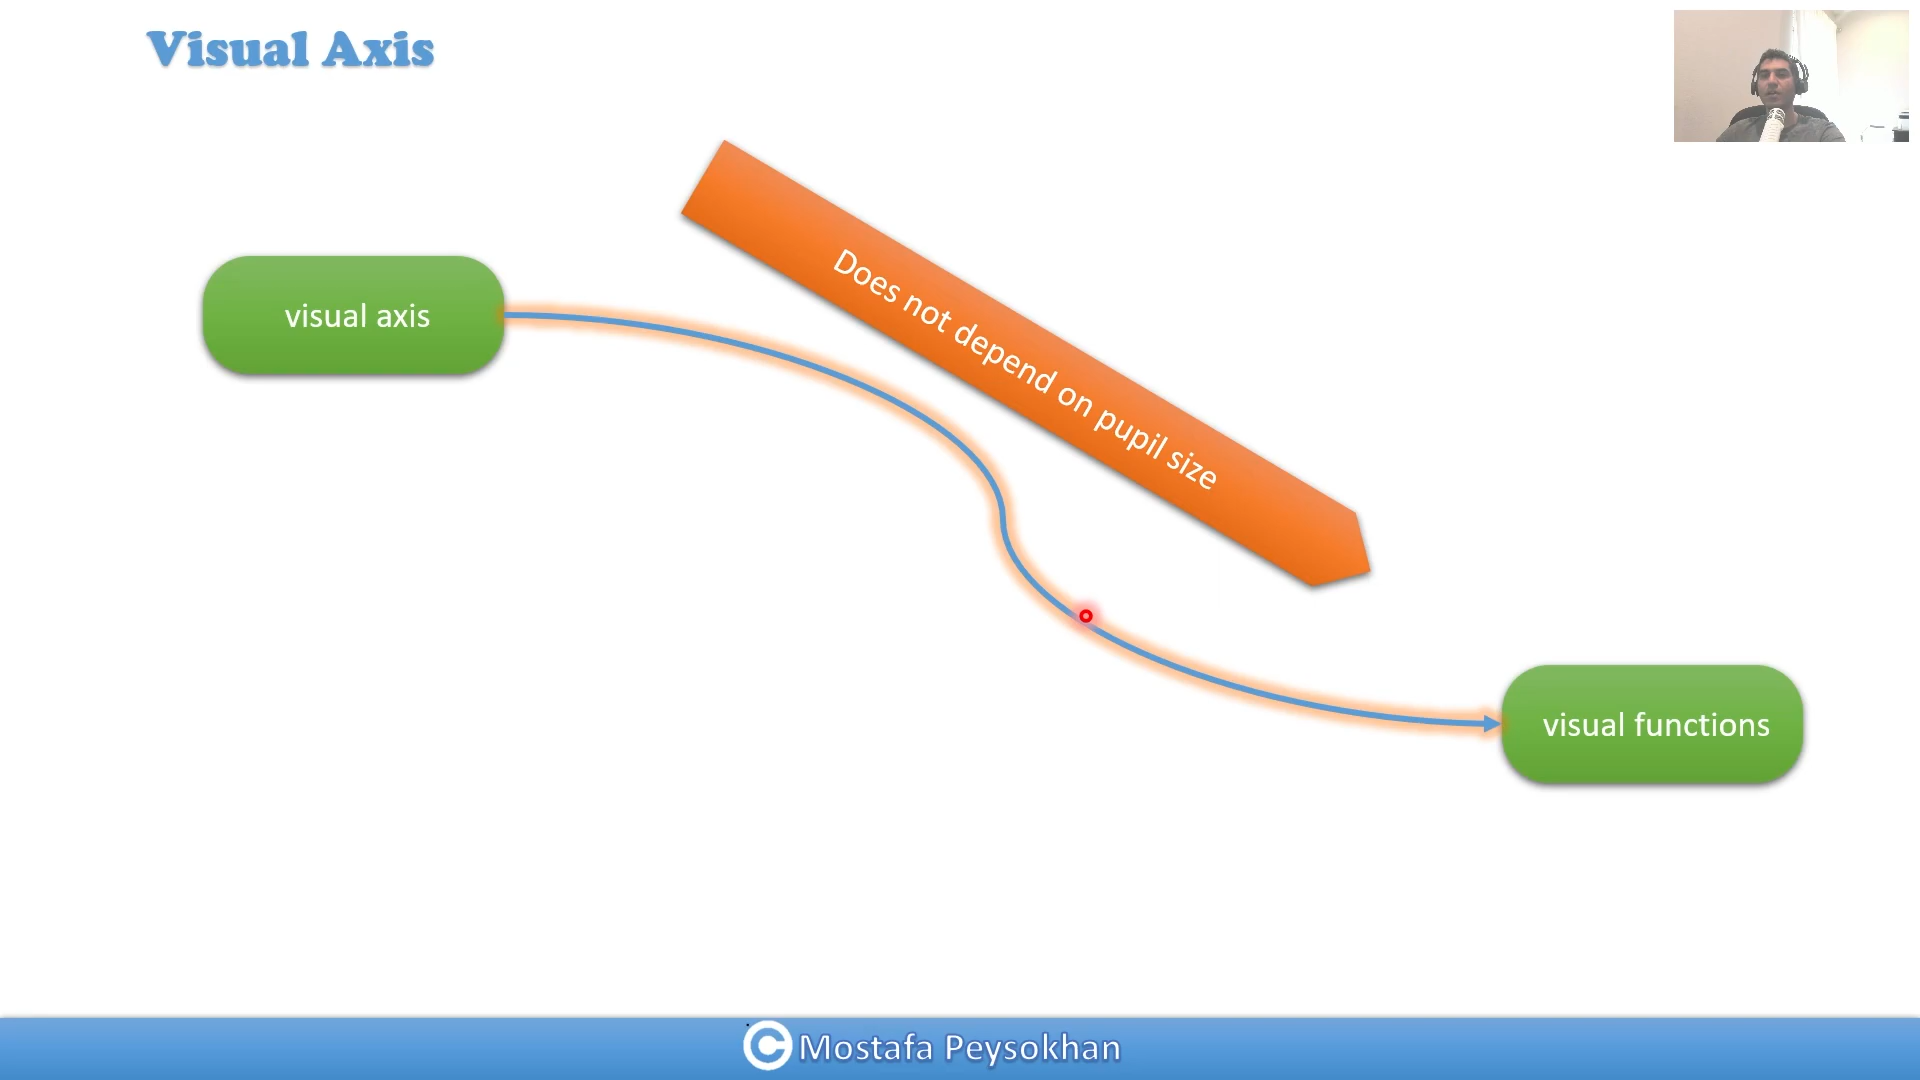 Visual Axis
visual axis
Does not depend on pupil size
visual functions
© Mostafa Peysokhan